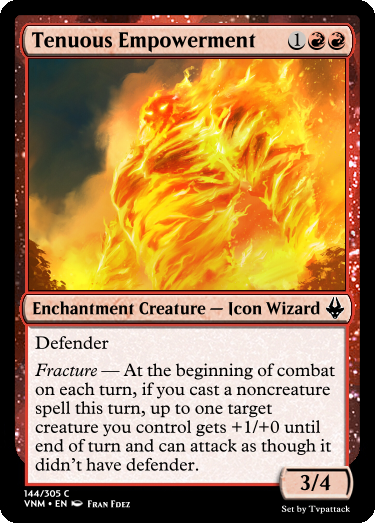 Tenuous Empowerment 1
Enchantment Creature — Icon Wizard
Defender
Fracture — At the beginning of combat
on each turn, if you cast a noncreature
spell this turn, up to one target
creature you control gets +1/+0 until
end of turn and can attack as though it
didn't have defender.
3/4
144/305 C
VNM • EN Fran Fdez
Set by Tvpattack